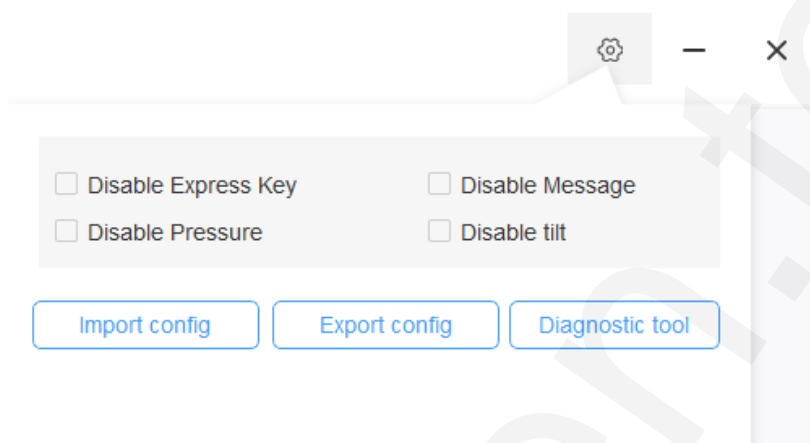 Disable Express Key Disable Message
Disable Pressure Disable tilt
Import config Export config Diagnostic tool